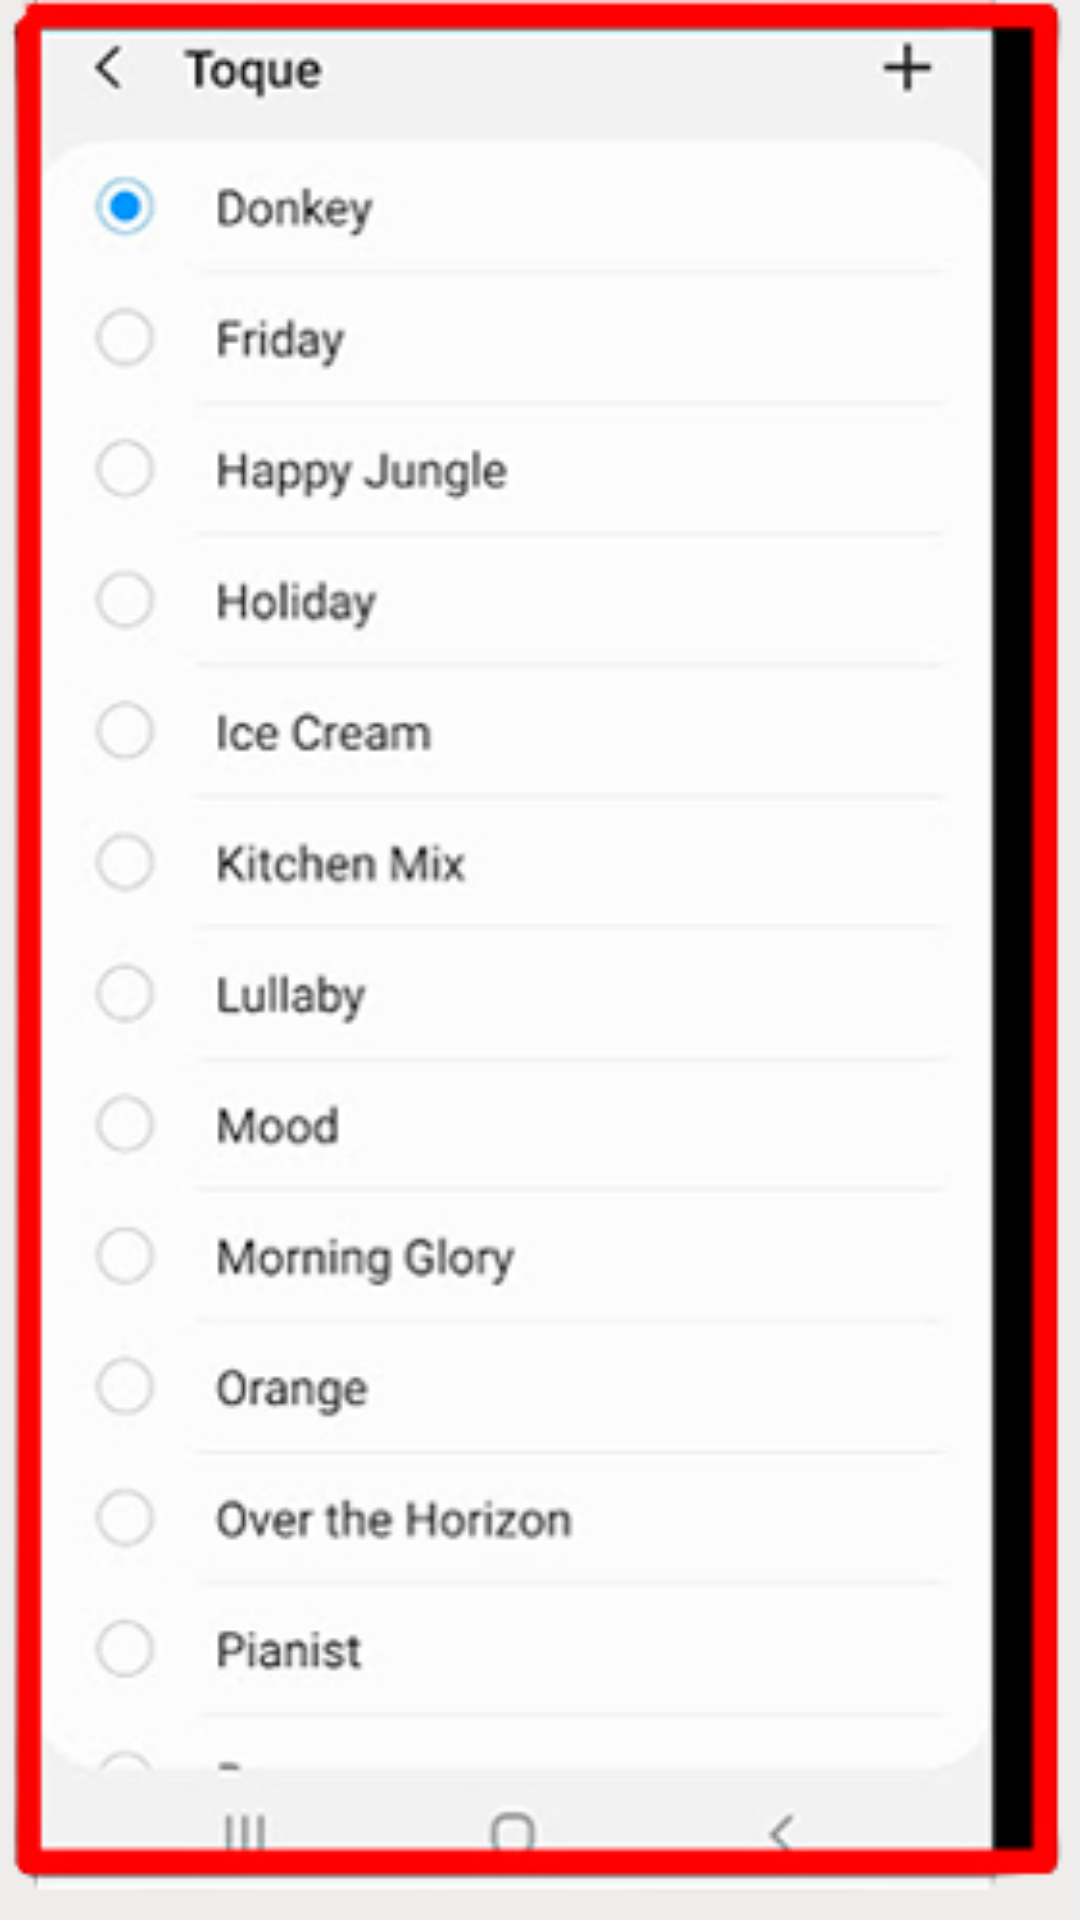 Toque
Donkey
Friday
Happy Jungle
Holiday
Ice Cream
Kitchen Mix
Lullaby
Mood
Morning Glory
Orange
Over the Horizon
Pianist